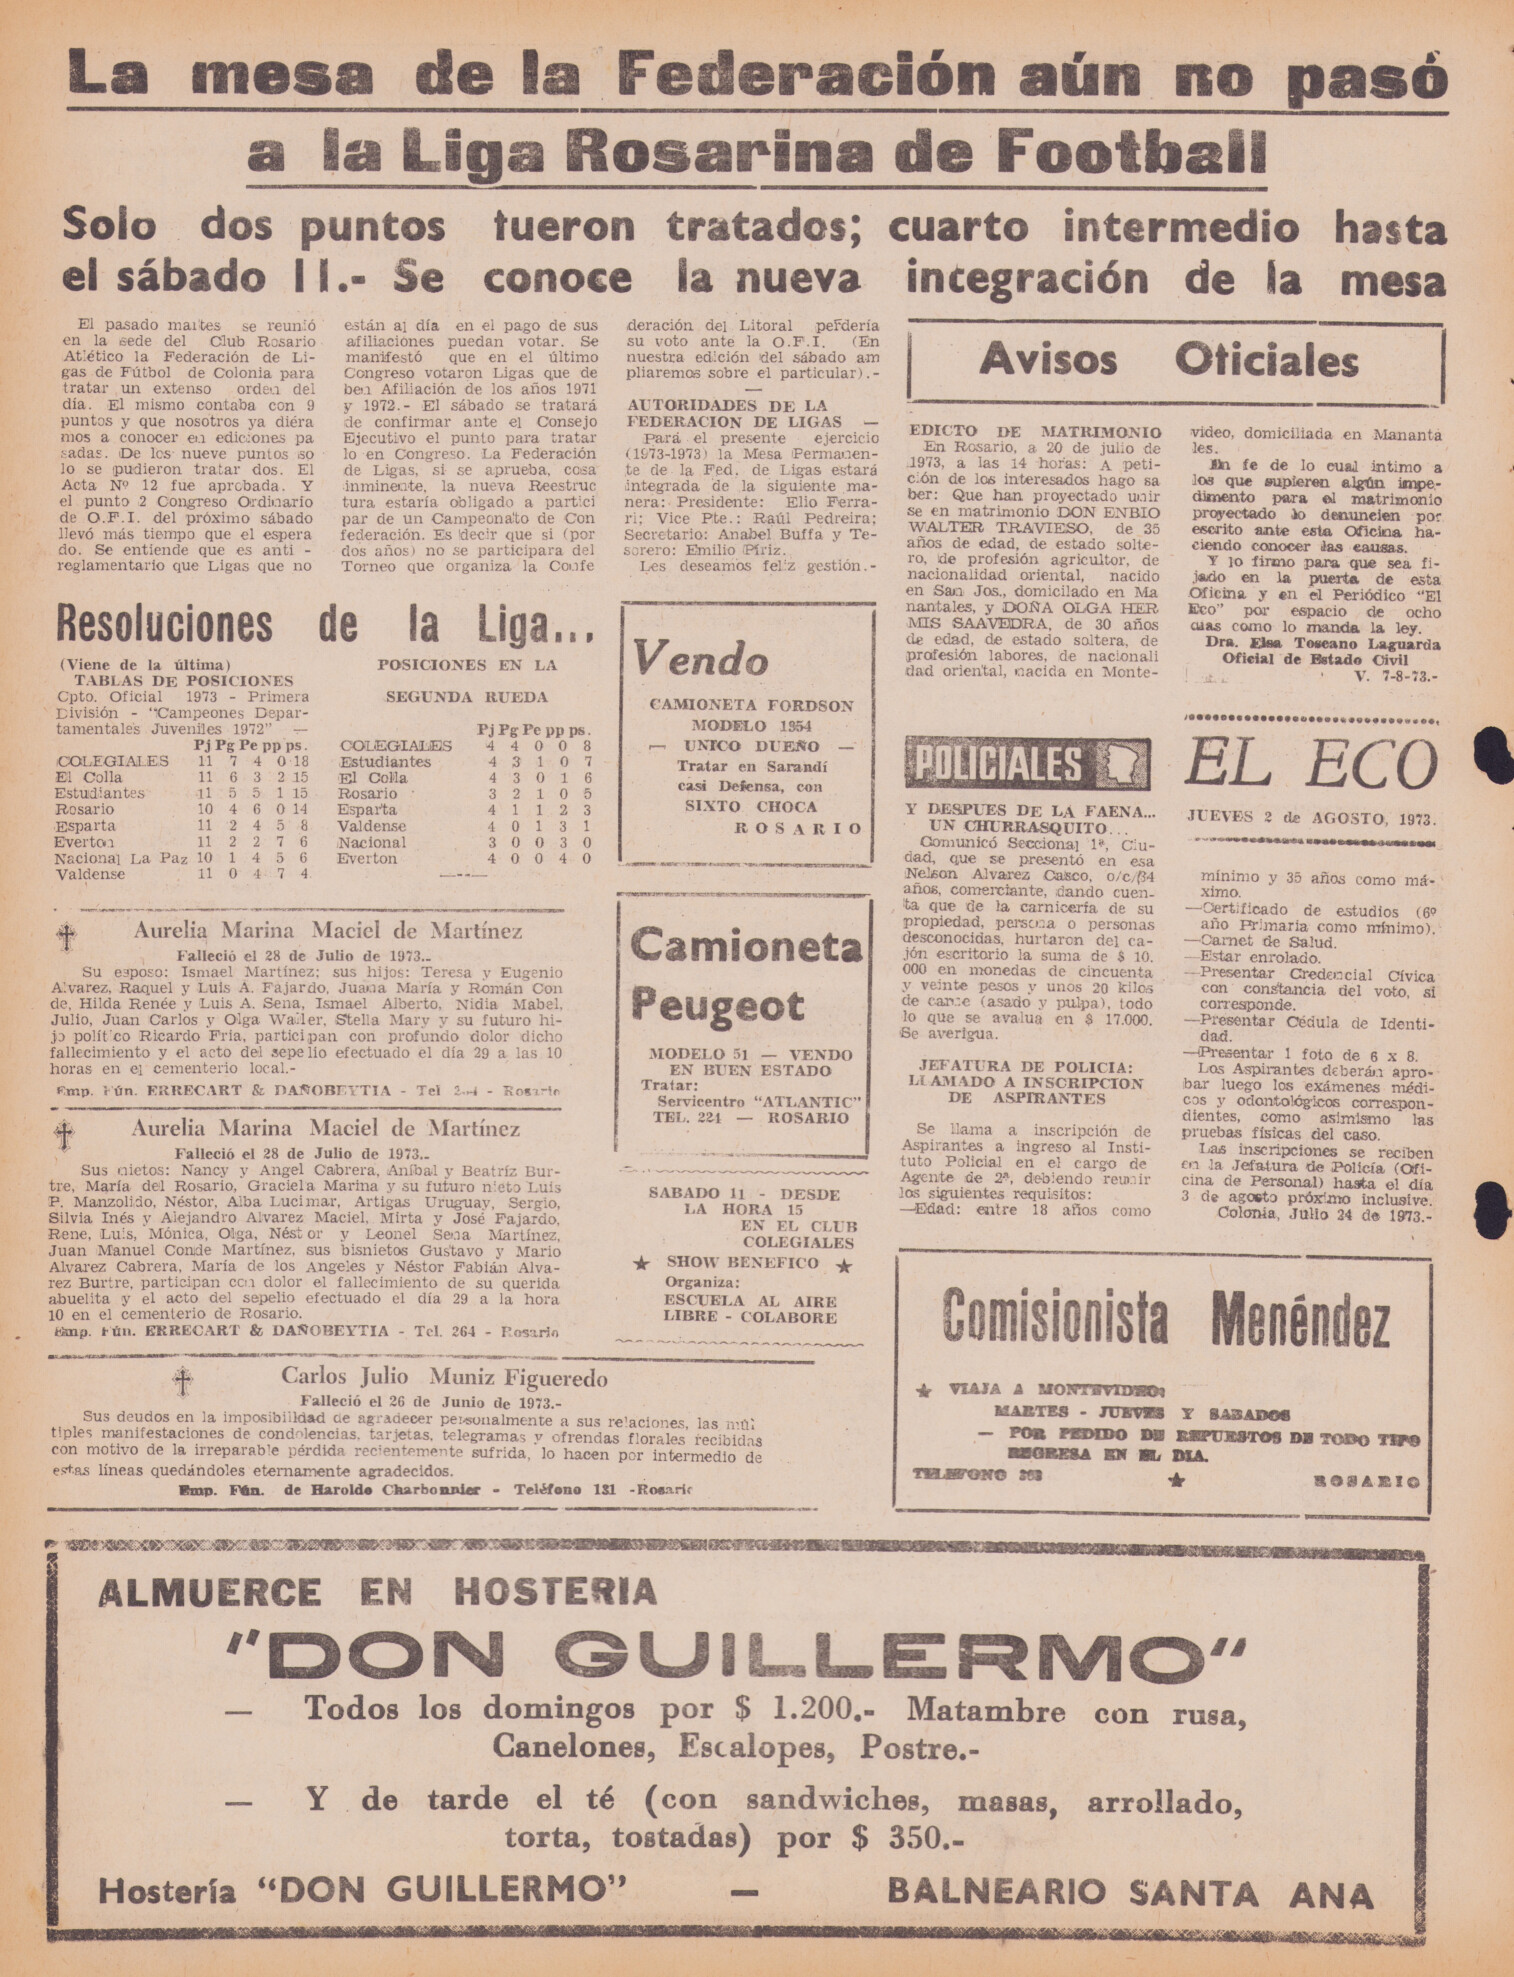 La mesa de la Federación aún no pasó
a la Liga Rosarina de Football
Solo dos puntos fueron tratados; cuarto intermedio hasta
el sábado 11.- Se conoce la nueva integración de la mesa
El pasado martes se reunió
en la sede del Club Rosario
Atlético la Federación de Li-
gas de Fútbol de Colonia para
tratar un extenso orden del
día. El mismo contaba con 9
puntos y que nosotros ya diéra
mos a conocer en ediciones pa
sadas. De los nueve puntos so
lo se pudieron tratar dos. El
Acta Nº 12 fue aprobada. Y
el punto 2 Congreso Ordinario
de O.F.I. del próximo sábado
llevó más tiempo que el espera
do. Se entiende que es anti -
reglamentario que Ligas que no
están al día en el pago de sus
afiliaciones puedan votar. Se
manifestó que en el último
Congreso votaron Ligas que de
ben Afiliación de los años 1971
y 1972.- El sábado se tratará
de confirmar ante el Consejo
Ejecutivo el punto para tratar
lo en Congreso. La Federación
de Ligas, si se aprueba, cosa
inminente, la nueva Reestruc
tura estaría obligado a partici
par de un Campeonato de Con
federación. Es decir que si (por
dos años) no se participara del
Torneo que organiza la Confe
deración del Litoral perdería
su voto ante la O.F.I. (En
nuestra edición del sábado am
pliaremos sobre el particular).-
—
AUTORIDADES DE LA
FEDERACION DE LIGAS —
Pará el presente ejercicio
(1973-1973) la Mesa Permanen-
te de la Fed. de Ligas estará
integrada de la siguiente ma-
nera: Presidente: Elio Ferra-
ri; Vice Pte.: Raúl Pedreira;
Secretario: Anabel Buffa y Te-
sorero: Emilio Píriz.
Les deseamos feliz gestión.-
Resoluciones de la Liga...
(Viene de la última)
TABLAS DE POSICIONES
Cpto. Oficial 1973 - Primera
División - "Campeones Depar-
tamentales Juveniles 1972" —
Pj Pg Pe pp ps.
COLEGIALES 11 7 4 0 18
El Colla 11 6 3 2 15
Estudiantes 11 5 5 1 15
Rosario 10 4 6 0 14
Esparta 11 2 4 5 8
Everton 11 2 2 7 6
Nacional La Paz 10 1 4 5 6
Valdense 11 0 4 7 4
POSICIONES EN LA
SEGUNDA RUEDA
Pj Pg Pe pp ps.
COLEGIALES 4 4 0 0 8
Estudiantes 4 3 1 0 7
El Colla 4 3 0 1 6
Rosario 3 2 1 0 5
Esparta 4 1 1 2 3
Valdense 4 0 1 3 1
Nacional 3 0 0 3 0
Everton 4 0 0 4 0
Aurelia Marina Maciel de Martínez
Falleció el 28 de Julio de 1973..
Su esposo: Ismael Martínez; sus hijos: Teresa y Eugenio
Alvarez, Raquel y Luis A. Fajardo, Juana María y Román Con
de, Hilda Renée y Luis A. Sena, Ismael Alberto, Nidia Mabel,
Julio, Juan Carlos y Olga Waller, Stella Mary y su futuro hi-
jo político Ricardo Fria, participan con profundo dolor dicho
fallecimiento y el acto del sepelio efectuado el día 29 a las 10
horas en el cementerio local.-
Emp. Fún. ERRECART & DAÑOBEYTIA - Tel - Rosario
Aurelia Marina Maciel de Martínez
Falleció el 28 de Julio de 1973..
Sus nietos: Nancy y Angel Cabrera, Aníbal y Beatríz Bur-
tre, María del Rosario, Graciela Marina y su futuro nieto Luis
P. Manzolido, Néstor, Alba Lucimar, Artigas Uruguay, Sergio,
Silvia Inés y Alejandro Alvarez Maciel, Mirta y José Fajardo,
Rene, Luis, Mónica, Olga, Néstor y Leonel Sena Martínez,
Juan Manuel Conde Martínez, sus bisnietos Gustavo y Mario
Alvarez Cabrera, María de los Angeles y Néstor Fabián Alva-
rez Burtre, participan con dolor el fallecimiento de su querida
abuelita y el acto del sepelio efectuado el día 29 a la hora
10 en el cementerio de Rosario.
Emp. Fún. ERRECART & DAÑOBEYTIA - Tel. 264 - Rosario
Carlos Julio Muniz Figueredo
Falleció el 26 de Junio de 1973.-
Sus deudos en la imposibilidad de agradecer personalmente a sus relaciones, las múl
tiples manifestaciones de condolencias, tarjetas, telegramas y ofrendas florales recibidas
con motivo de la irreparable pérdida recientemente sufrida, lo hacen por intermedio de
estas líneas quedándoles eternamente agradecidos.
Emp. Fún. de Haroldo Charbonnier - Teléfono 131 -Rosario
Vendo
CAMIONETA FORDSON
MODELO 1954
— UNICO DUEÑO —
Tratar en Sarandí
casi Defensa, con
SIXTO CHOCA
ROSARIO
Camioneta
Peugeot
MODELO 51 — VENDO
EN BUEN ESTADO
Tratar:
Servicentro "ATLANTIC"
TEL. 224 — ROSARIO
SABADO 11 - DESDE
LA HORA 15
EN EL CLUB
COLEGIALES
★ SHOW BENEFICO ★
Organiza:
ESCUELA AL AIRE
LIBRE - COLABORE
Avisos Oficiales
EDICTO DE MATRIMONIO
En Rosario, a 20 de julio de
1973, a las 14 horas: A peti-
ción de los interesados hago sa
ber: Que han proyectado unir
se en matrimonio DON ENBIO
WALTER TRAVIESO, de 35
años de edad, de estado solte-
ro, de profesión agricultor, de
nacionalidad oriental, nacido
en San Jos., domicilado en Ma
nantales, y DOÑA OLGA HER
MIS SAAVEDRA, de 30 años
de edad, de estado soltera, de
profesión labores, de nacionali
dad oriental, nacida en Monte-
video, domiciliada en Mananta
les.
En fe de lo cual intimo a
los que supieren algún impe-
dimento para el matrimonio
proyectado lo denuncien por
escrito ante esta Oficina ha-
ciendo conocer las causas.
Y lo firmo para que sea fi-
jado en la puerta de esta
Oficina y en el Periódico "El
Eco" por espacio de ocho
días como lo manda la ley.
Dra. Elsa Toscano Laguarda
Oficial de Estado Civil
V. 7-8-73.-
POLICIALES
Y DESPUES DE LA FAENA...
UN CHURRASQUITO...
Comunicó Seccional 1ª, Ciu-
dad, que se presentó en esa
Nelson Alvarez Casco, o/c/34
años, comerciante, dando cuen-
ta que de la carnicería de su
propiedad, persona o personas
desconocidas, hurtaron del ca-
jón escritorio la suma de $ 10.
000 en monedas de cincuenta
y veinte pesos y unos 20 kilos
de carne (asado y pulpa), todo
lo que se avalua en $ 17.000.
Se averigua.
JEFATURA DE POLICIA:
LLAMADO A INSCRIPCION
DE ASPIRANTES
Se llama a inscripción de
Aspirantes a ingreso al Insti-
tuto Policial en el cargo de
Agente de 2ª, debiendo reunir
los siguientes requisitos:
—Edad: entre 18 años como
EL ECO
JUEVES 2 de AGOSTO, 1973.
mínimo y 35 años como má-
ximo.
—Certificado de estudios (6º
año Primaria como mínimo).
—Carnet de Salud.
—Estar enrolado.
—Presentar Credencial Cívica
con constancia del voto, si
corresponde.
—Presentar Cédula de Identi-
dad.
—Presentar 1 foto de 6 x 8.
Los Aspirantes deberán apro-
bar luego los exámenes médi-
cos y odontológicos correspon-
dientes, como asimismo las
pruebas físicas del caso.
Las inscripciones se reciben
en la Jefatura de Policía (Ofi-
cina de Personal) hasta el día
3 de agosto próximo inclusive.
Colonia, Julio 24 de 1973.-
Comisionista Menéndez
★ VIAJA A MONTEVIDEO:
MARTES - JUEVES Y SABADOS
— POR PEDIDO DE REPUESTOS DE TODO TIPO
REGRESA EN EL DIA.
TELEFONO ★ ROSARIO
ALMUERCE EN HOSTERIA
"DON GUILLERMO"
— Todos los domingos por $ 1.200.- Matambre con rusa,
Canelones, Escalopes, Postre.-
— Y de tarde el té (con sandwiches, masas, arrollado,
torta, tostadas) por $ 350.-
Hostería "DON GUILLERMO" — BALNEARIO SANTA ANA